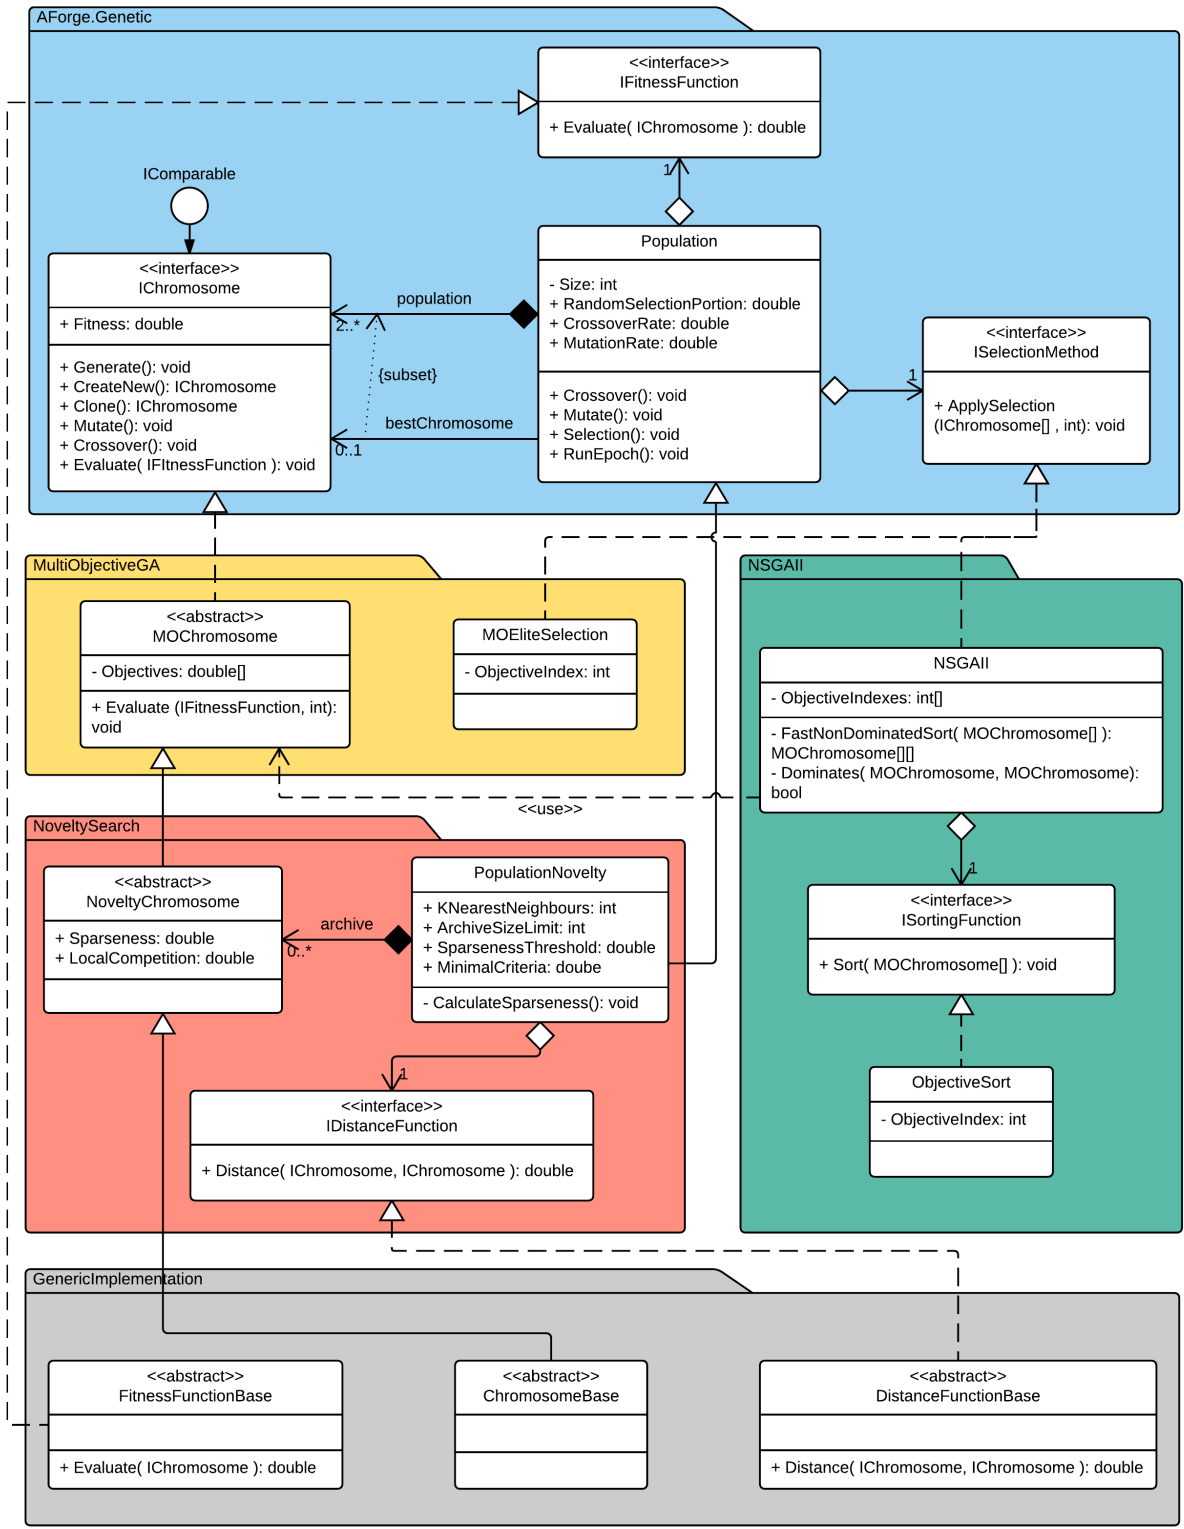 AForge.Genetic
<<interface>>
IFitnessFunction
+ Evaluate( IChromosome ): double
1
IComparable
<<interface>>
IChromosome
+ Fitness: double
+ Generate(): void
+ CreateNew(): IChromosome
+ Clone(): IChromosome
+ Mutate(): void
+ Crossover(): void
+ Evaluate( IFItnessFunction ): void
population
2..*
{subset}
bestChromosome
0..1
Population
- Size: int
+ RandomSelectionPortion: double
+ CrossoverRate: double
+ MutationRate: double
+ Crossover(): void
+ Mutate(): void
+ Selection(): void
+ RunEpoch(): void
1
<<interface>>
ISelectionMethod
+ ApplySelection
(IChromosome[] , int): void
MultiObjectiveGA
<<abstract>>
MOChromosome
- Objectives: double[]
+ Evaluate (IFitnessFunction, int):
void
MOEliteSelection
- ObjectiveIndex: int
NSGAII
NSGAII
- ObjectiveIndexes: int[]
- FastNonDominatedSort( MOChromosome[] ):
MOChromosome[][]
- Dominates( MOChromosome, MOChromosome):
bool
<<use>>
1
<<interface>>
ISortingFunction
+ Sort( MOChromosome[] ): void
ObjectiveSort
- ObjectiveIndex: int
NoveltySearch
<<abstract>>
NoveltyChromosome
+ Sparseness: double
+ LocalCompetition: double
archive
0..*
PopulationNovelty
+ KNearestNeighbours: int
+ ArchiveSizeLimit: int
+ SparsenessThreshold: double
+ MinimalCriteria: doube
- CalculateSparseness(): void
1
<<interface>>
IDistanceFunction
+ Distance( IChromosome, IChromosome ): double
GenericImplementation
<<abstract>>
FitnessFunctionBase
+ Evaluate( IChromosome ): double
<<abstract>>
ChromosomeBase
<<abstract>>
DistanceFunctionBase
+ Distance( IChromosome, IChromosome ): double